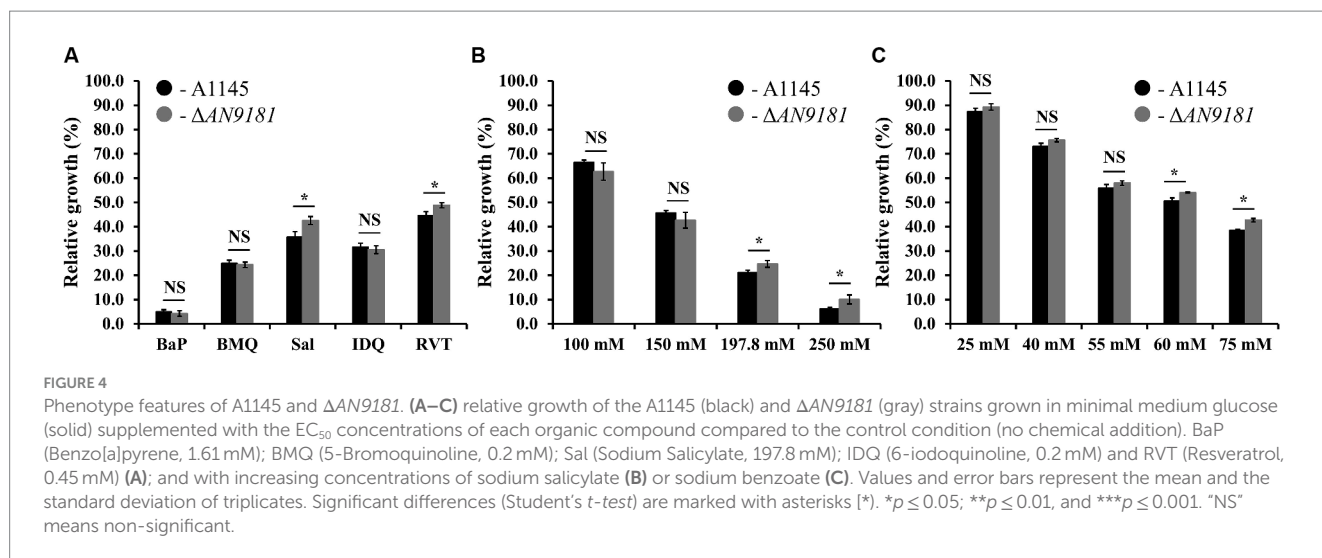 A
Relative growth (%)
100.0
90.0
80.0
70.0
60.0
50.0
40.0
30.0
20.0
10.0
0.0
- A1145
- ΔAN9181
NS
NS
*
NS
*
BaP BMQ Sal IDQ RVT
B
Relative growth (%)
100.0
90.0
80.0
70.0
60.0
50.0
40.0
30.0
20.0
10.0
0.0
- A1145
- ΔAN9181
NS
NS
*
*
100 mM 150 mM 197.8 mM 250 mM
C
Relative growth (%)
100.0
90.0
80.0
70.0
60.0
50.0
40.0
30.0
20.0
10.0
0.0
- A1145
- ΔAN9181
NS
NS
NS
*
*
25 mM 40 mM 55 mM 60 mM 75 mM
FIGURE 4
Phenotype features of A1145 and ΔAN9181. (A–C) relative growth of the A1145 (black) and ΔAN9181 (gray) strains grown in minimal medium glucose
(solid) supplemented with the EC₅₀ concentrations of each organic compound compared to the control condition (no chemical addition). BaP
(Benzo[a]pyrene, 1.61 mM); BMQ (5-Bromoquinoline, 0.2 mM); Sal (Sodium Salicylate, 197.8 mM); IDQ (6-iodoquinoline, 0.2 mM) and RVT (Resveratrol,
0.45 mM) (A); and with increasing concentrations of sodium salicylate (B) or sodium benzoate (C). Values and error bars represent the mean and the
standard deviation of triplicates. Significant differences (Student's t-test) are marked with asterisks [*]. *p ≤ 0.05; **p ≤ 0.01, and ***p ≤ 0.001. "NS"
means non-significant.